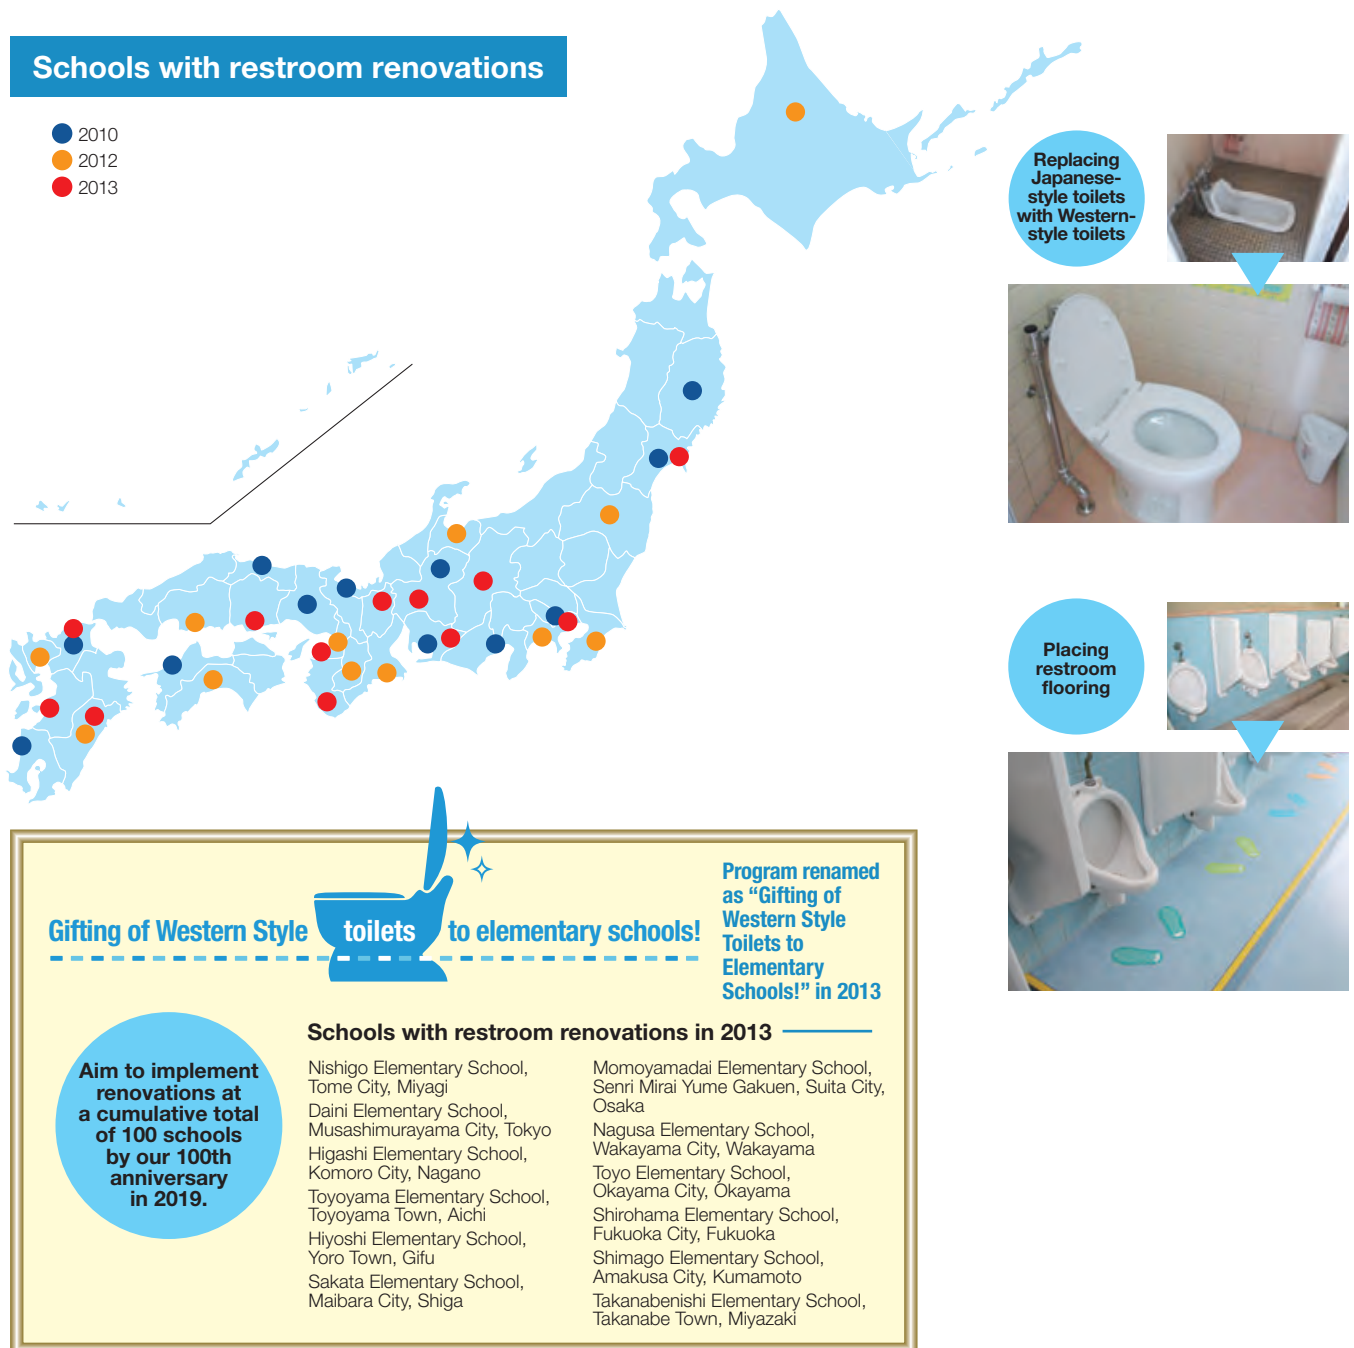 Schools with restroom renovations
2010
2012
2013
Replacing
Japanese-
style toilets
with Western-
style toilets
Placing
restroom
flooring
Gifting of Western Style toilets to elementary schools!
Program renamed
as “Gifting of
Western Style
Toilets to
Elementary
Schools!” in 2013
Aim to implement
renovations at
a cumulative total
of 100 schools
by our 100th
anniversary
in 2019.
Schools with restroom renovations in 2013
Nishigo Elementary School,
Tome City, Miyagi
Daini Elementary School,
Musashimurayama City, Tokyo
Higashi Elementary School,
Komoro City, Nagano
Toyoyama Elementary School,
Toyoyama Town, Aichi
Hiyoshi Elementary School,
Yoro Town, Gifu
Sakata Elementary School,
Maibara City, Shiga
Momoyamadai Elementary School,
Senri Mirai Yume Gakuen, Suita City,
Osaka
Nagusa Elementary School,
Wakayama City, Wakayama
Toyo Elementary School,
Okayama City, Okayama
Shirohama Elementary School,
Fukuoka City, Fukuoka
Shimago Elementary School,
Amakusa City, Kumamoto
Takanabenishi Elementary School,
Takanabe Town, Miyazaki